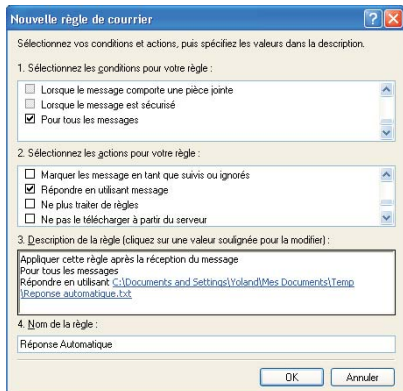 Nouvelle règle de courrier
Sélectionnez vos conditions et actions, puis spécifiez les valeurs dans la description.
1. Sélectionnez les conditions pour votre règle :
Lorsque le message comporte une pièce jointe
Lorsque le message est sécurisé
Pour tous les messages
2. Sélectionnez les actions pour votre règle :
Marquer les message en tant que suivis ou ignorés
Répondre en utilisant message
Ne plus traiter de règles
Ne pas le télécharger à partir du serveur
3. Description de la règle (cliquez sur une valeur soulignée pour la modifier) :
Appliquer cette règle après la réception du message
Pour tous les messages
Répondre en utilisant C:\Documents and Settings\Yoland\Mes Documents\Temp
\Reponse automatique.txt
4. Nom de la règle :
Réponse Automatique
OK
Annuler